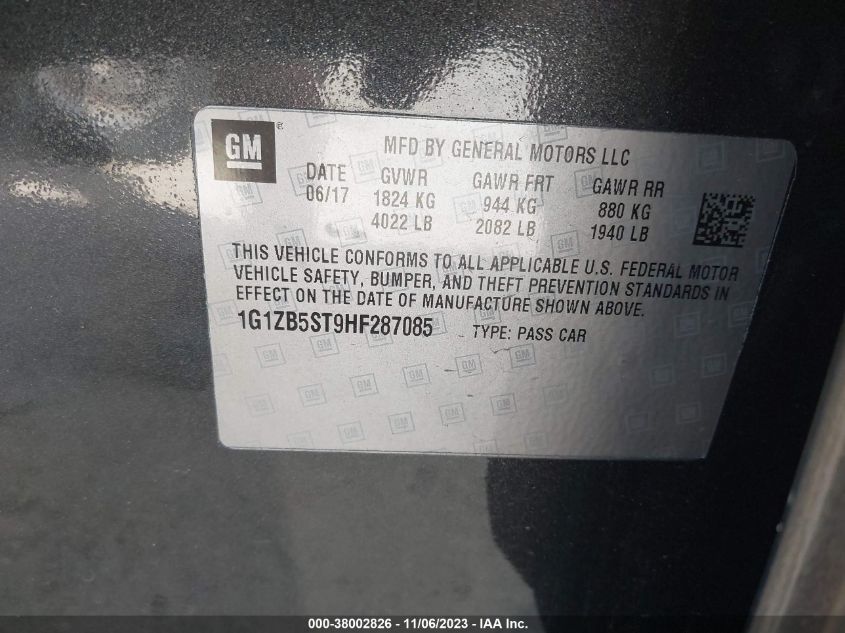 GM ®
MFD BY GENERAL MOTORS LLC
DATE GVWR GAWR FRT GAWR RR
06/17 1824 KG 944 KG 880 KG
4022 LB 2082 LB 1940 LB
THIS VEHICLE CONFORMS TO ALL APPLICABLE U.S. FEDERAL MOTOR
VEHICLE SAFETY, BUMPER, AND THEFT PREVENTION STANDARDS IN
EFFECT ON THE DATE OF MANUFACTURE SHOWN ABOVE.
1G1ZB5ST9HF287085 TYPE: PASS CAR
000-38002826 - 11/06/2023 - IAA Inc.